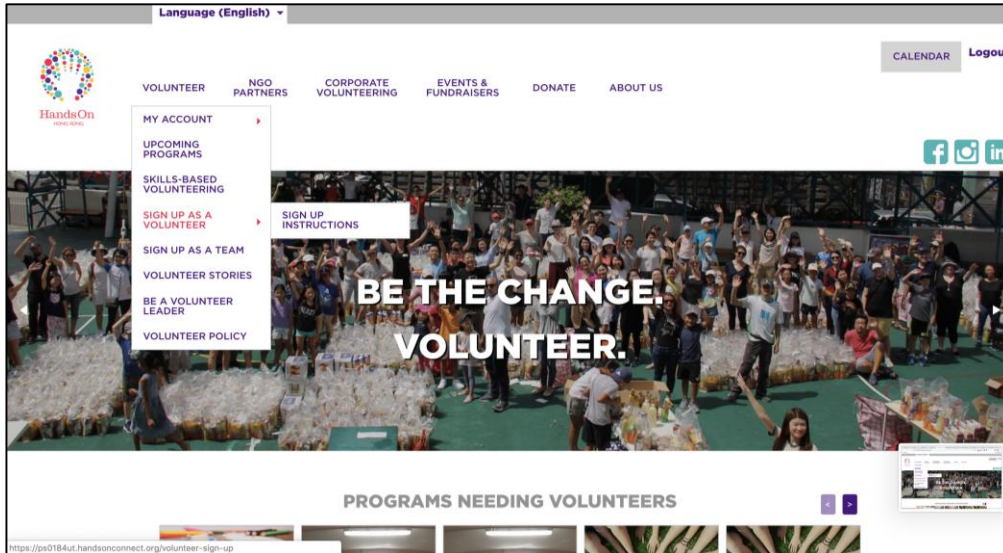 Language (English)
CALENDAR
Logou
HandsOn
HONG KONG
VOLUNTEER
NGO
PARTNERS
CORPORATE
VOLUNTEERING
EVENTS &
FUNDRAISERS
DONATE
ABOUT US
MY ACCOUNT
UPCOMING
PROGRAMS
SKILLS-BASED
VOLUNTEERING
SIGN UP AS A
VOLUNTEER
SIGN UP
INSTRUCTIONS
SIGN UP AS A TEAM
VOLUNTEER STORIES
BE A VOLUNTEER
LEADER
VOLUNTEER POLICY
BE THE CHANGE.
VOLUNTEER.
PROGRAMS NEEDING VOLUNTEERS
< >
https://ps0184ut.handsonconnect.org/volunteer-sign-up